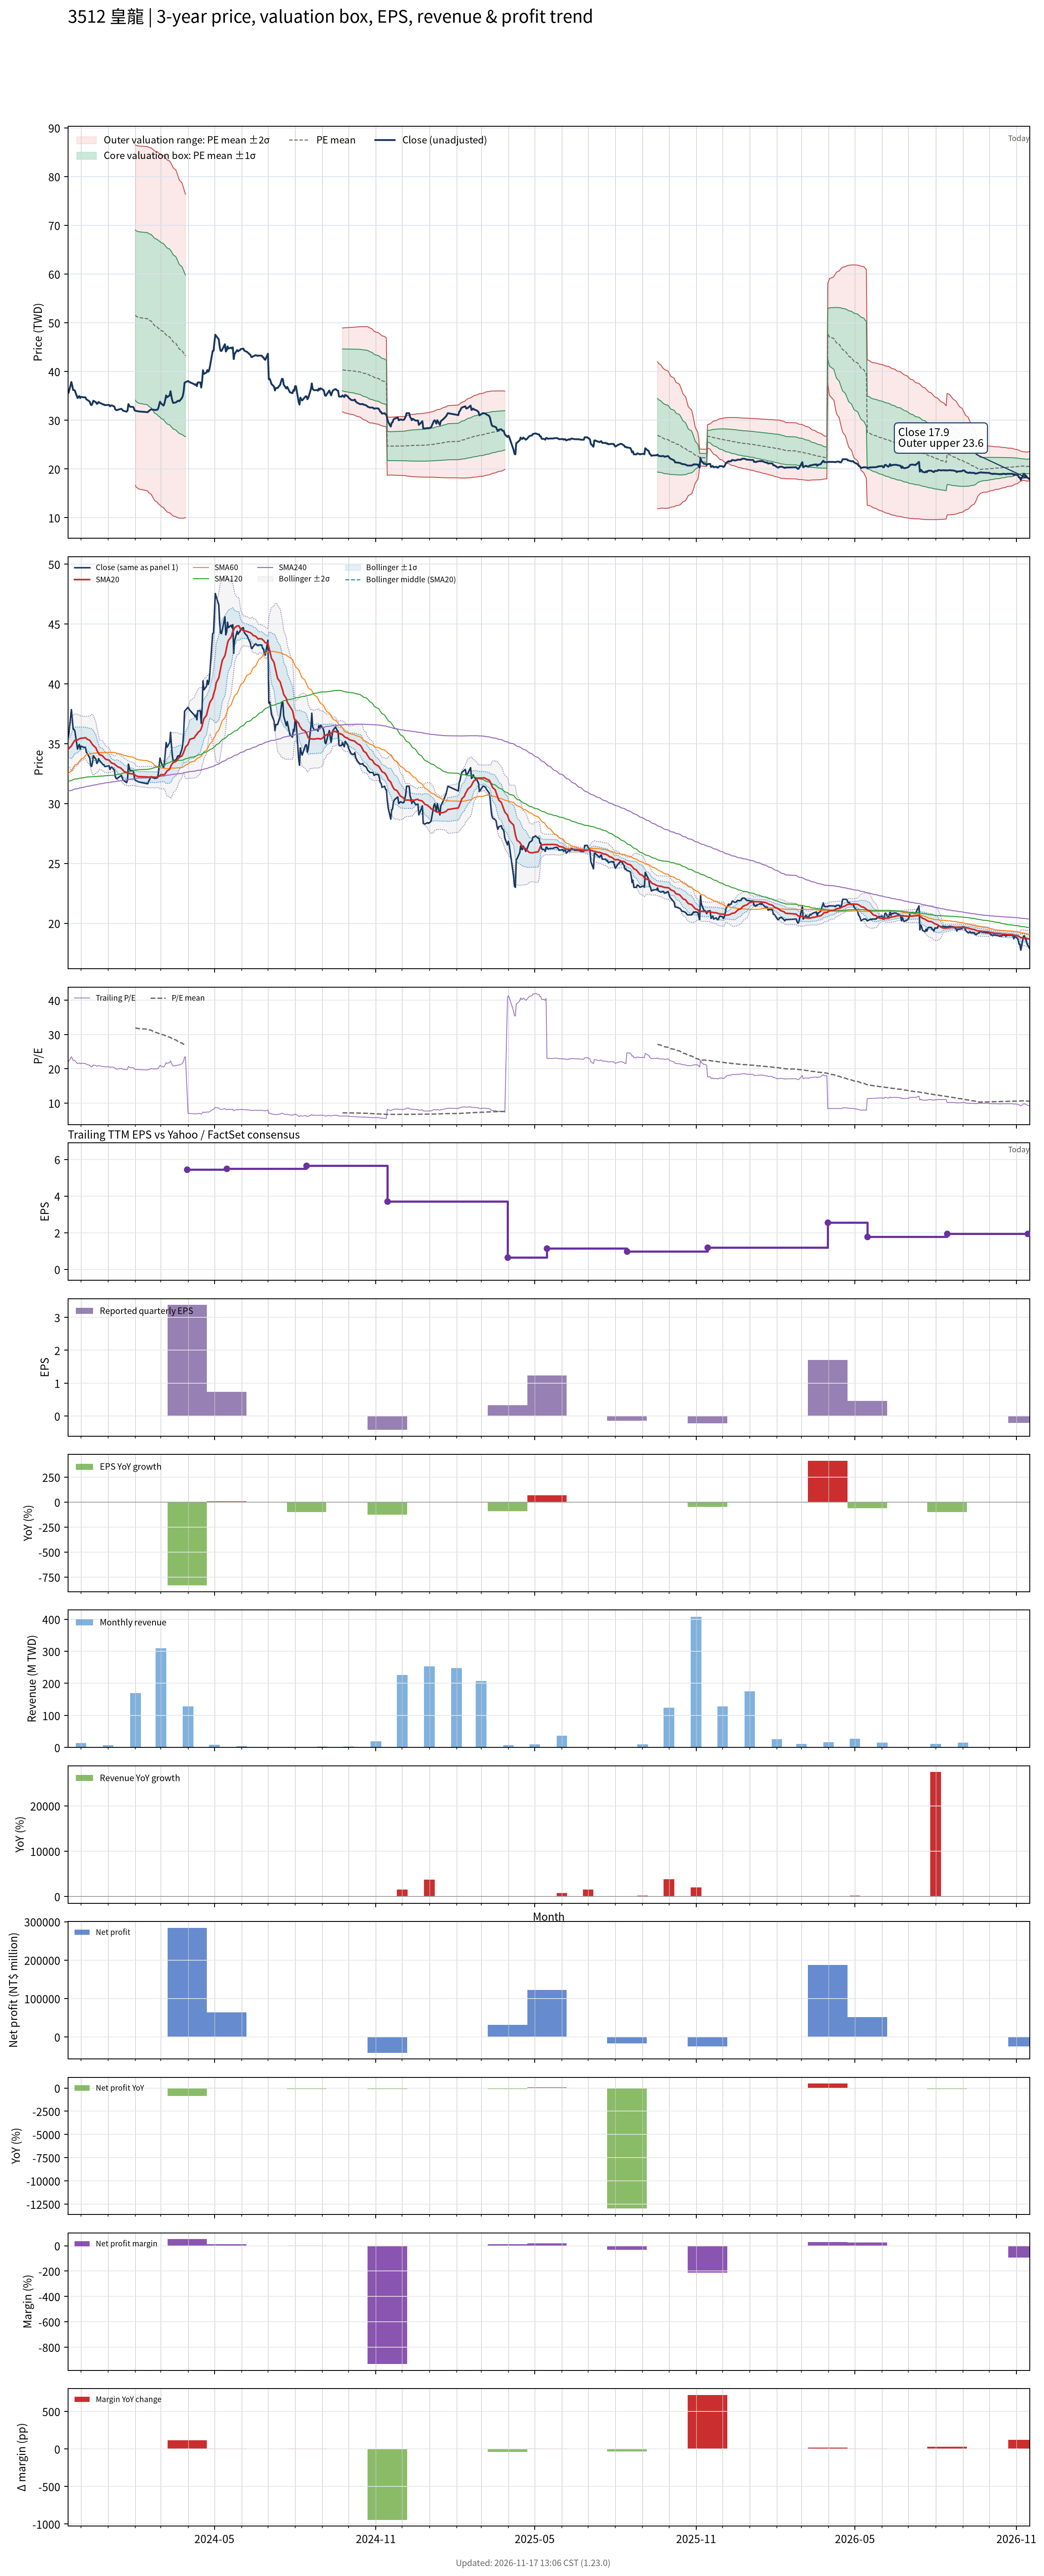 3512 皇龍 | 3-year price, valuation box, EPS, revenue & profit trend
Outer valuation range: PE mean ±2σ
PE mean
Close (unadjusted)
Core valuation box: PE mean ±1σ
Today
Price (TWD)
90
80
70
60
50
40
30
20
10
Close 17.9
Outer upper 23.6
Close (same as panel 1)
SMA20
SMA60
SMA120
SMA240
Bollinger ±2σ
Bollinger ±1σ
Bollinger middle (SMA20)
Price
50
45
40
35
30
25
20
Trailing P/E
P/E mean
P/E
40
30
20
10
Trailing TTM EPS vs Yahoo / FactSet consensus
Today
EPS
6
4
2
0
Reported quarterly EPS
EPS
3
2
1
0
EPS YoY growth
YoY (%)
250
0
-250
-500
-750
Monthly revenue
Revenue (M TWD)
400
300
200
100
0
Revenue YoY growth
YoY (%)
20000
10000
0
Month
Net profit
Net profit (NT$ million)
300000
200000
100000
0
Net profit YoY
YoY (%)
0
-2500
-5000
-7500
-10000
-12500
Net profit margin
Margin (%)
0
-200
-400
-600
-800
Margin YoY change
Δ margin (pp)
500
0
-500
-1000
2024-05
2024-11
2025-05
2025-11
2026-05
2026-11
Updated: 2026-11-17 13:06 CST (1.23.0)